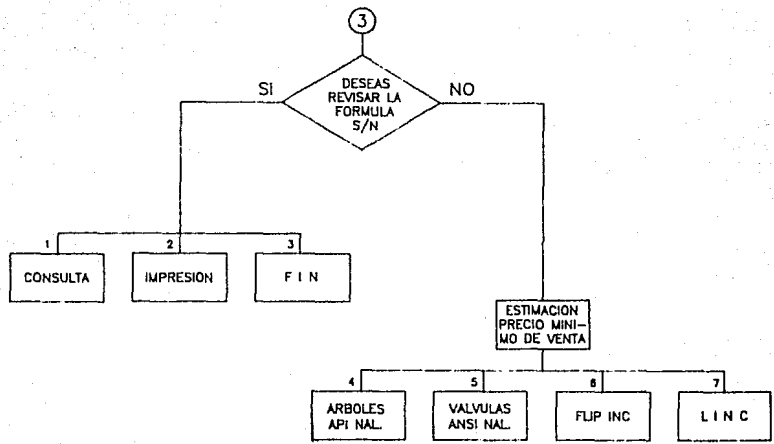 3
DESEAS
REVISAR LA
FORMULA
S/N
SI
NO
1
2
3
CONSULTA
IMPRESION
F I N
ESTIMACION
PRECIO MINI-
MO DE VENTA
4
5
6
7
ARBOLES
API NAL.
VALVULAS
ANSI NAL.
FLIP INC
L I N C